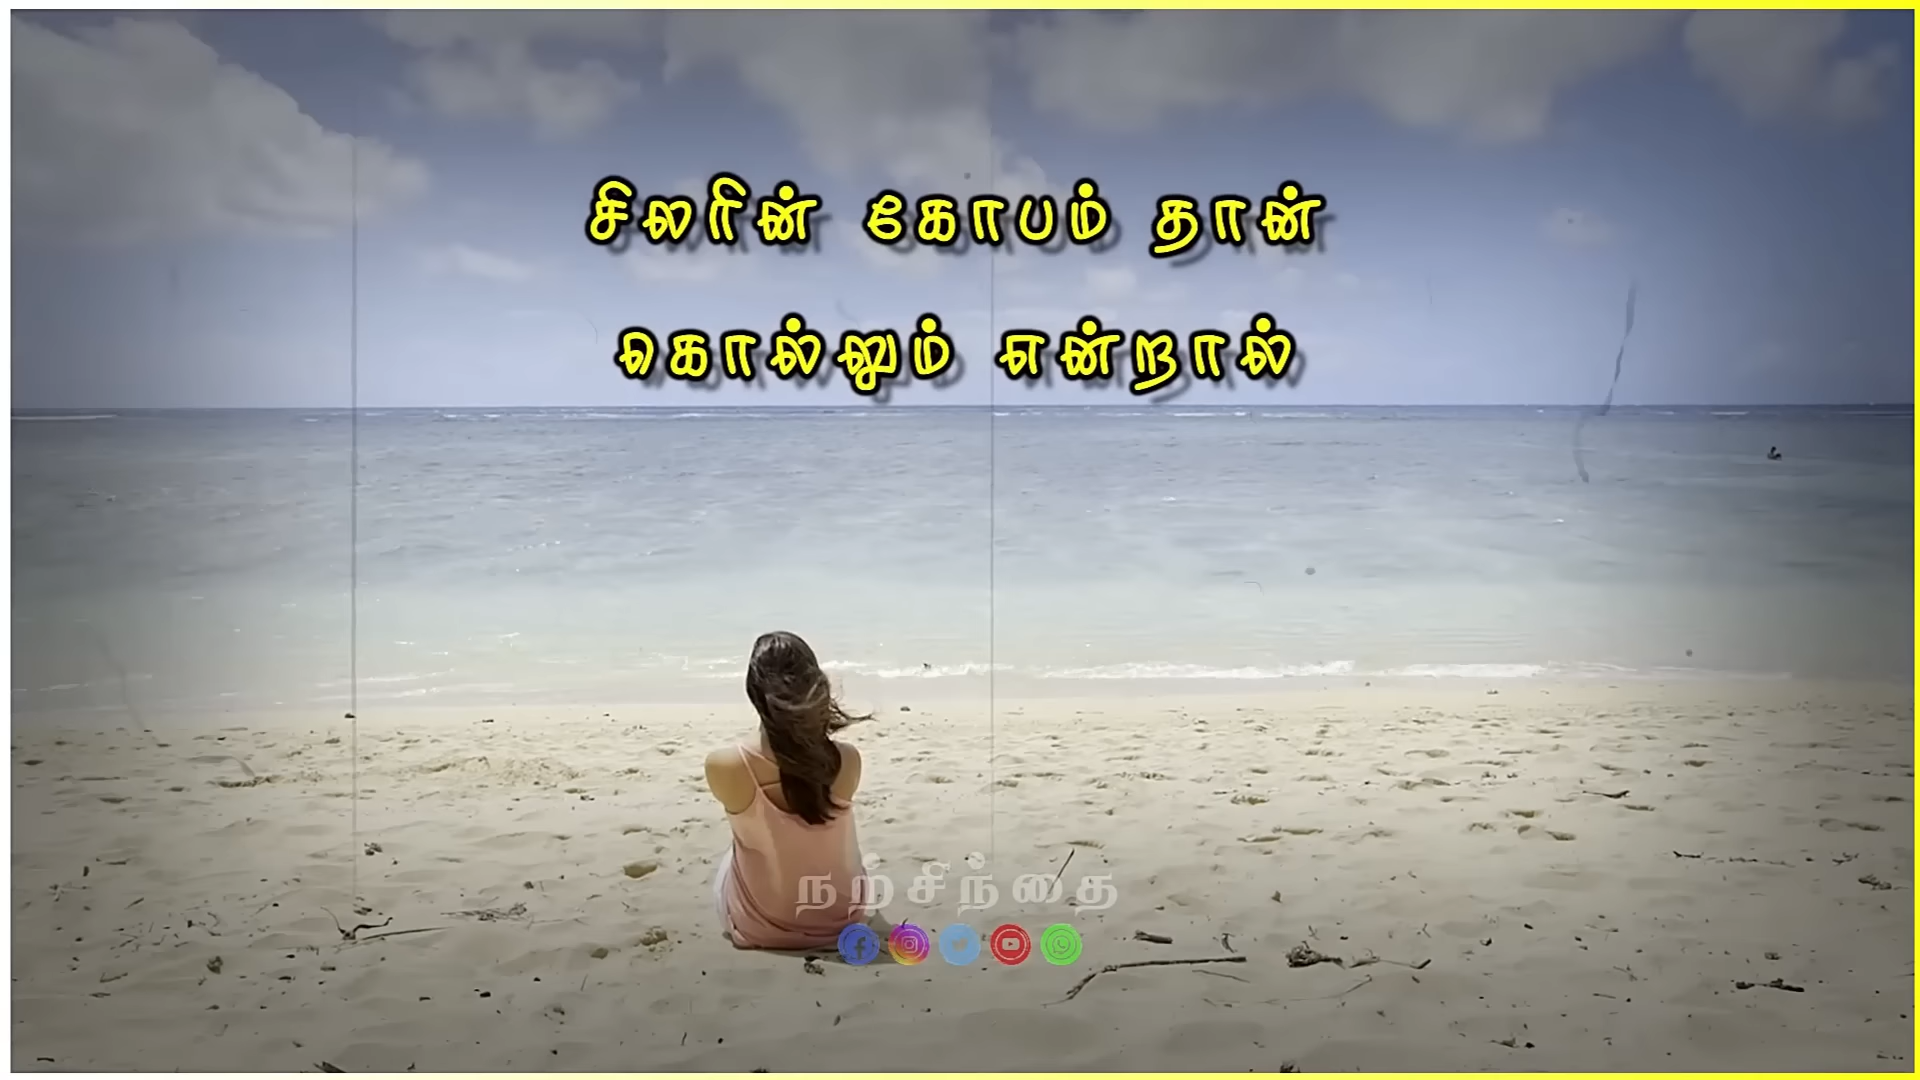 சிலரின் கோபம் தான்
கொல்லும் என்றால்
நற்சிந்தை